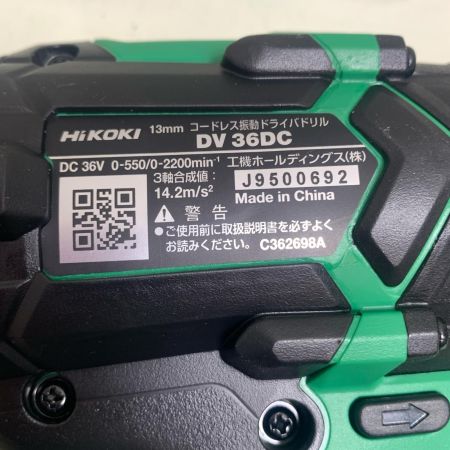 HiKOKI 13mm コードレス振動ドライバドリル
DV 36DC
DC 36V 0-550/0-2200min⁻¹ 工機ホールディングス(株)
3軸合成値:
14.2m/s² J9500692
Made in China
⚠ 警告
●ご使用前に取扱説明書を必ずよく
お読みください。 C362698A